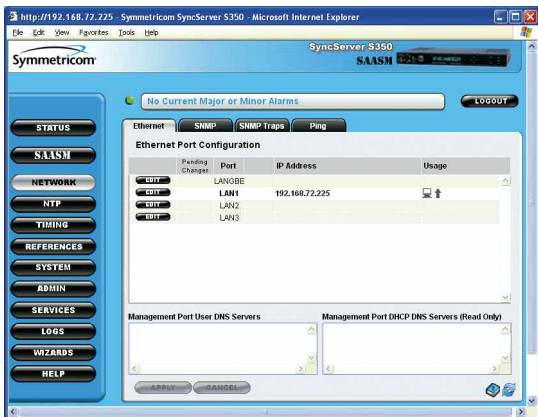 http://192.168.72.225 - Symmetricom SyncServer S350 - Microsoft Internet Explorer
File Edit View Favorites Tools Help
Symmetricom
SyncServer S350
SAASM
No Current Major or Minor Alarms
LOGOUT
STATUS
SAASM
NETWORK
NTP
TIMING
REFERENCES
SYSTEM
ADMIN
SERVICES
LOGS
WIZARDS
HELP
Ethernet SNMP SNMP Traps Ping
Ethernet Port Configuration
Pending Changes Port IP Address Usage
EDIT LANGBE
EDIT LAN1 192.168.72.225
EDIT LAN2
EDIT LAN3
Management Port User DNS Servers
Management Port DHCP DNS Servers (Read Only)
APPLY CANCEL